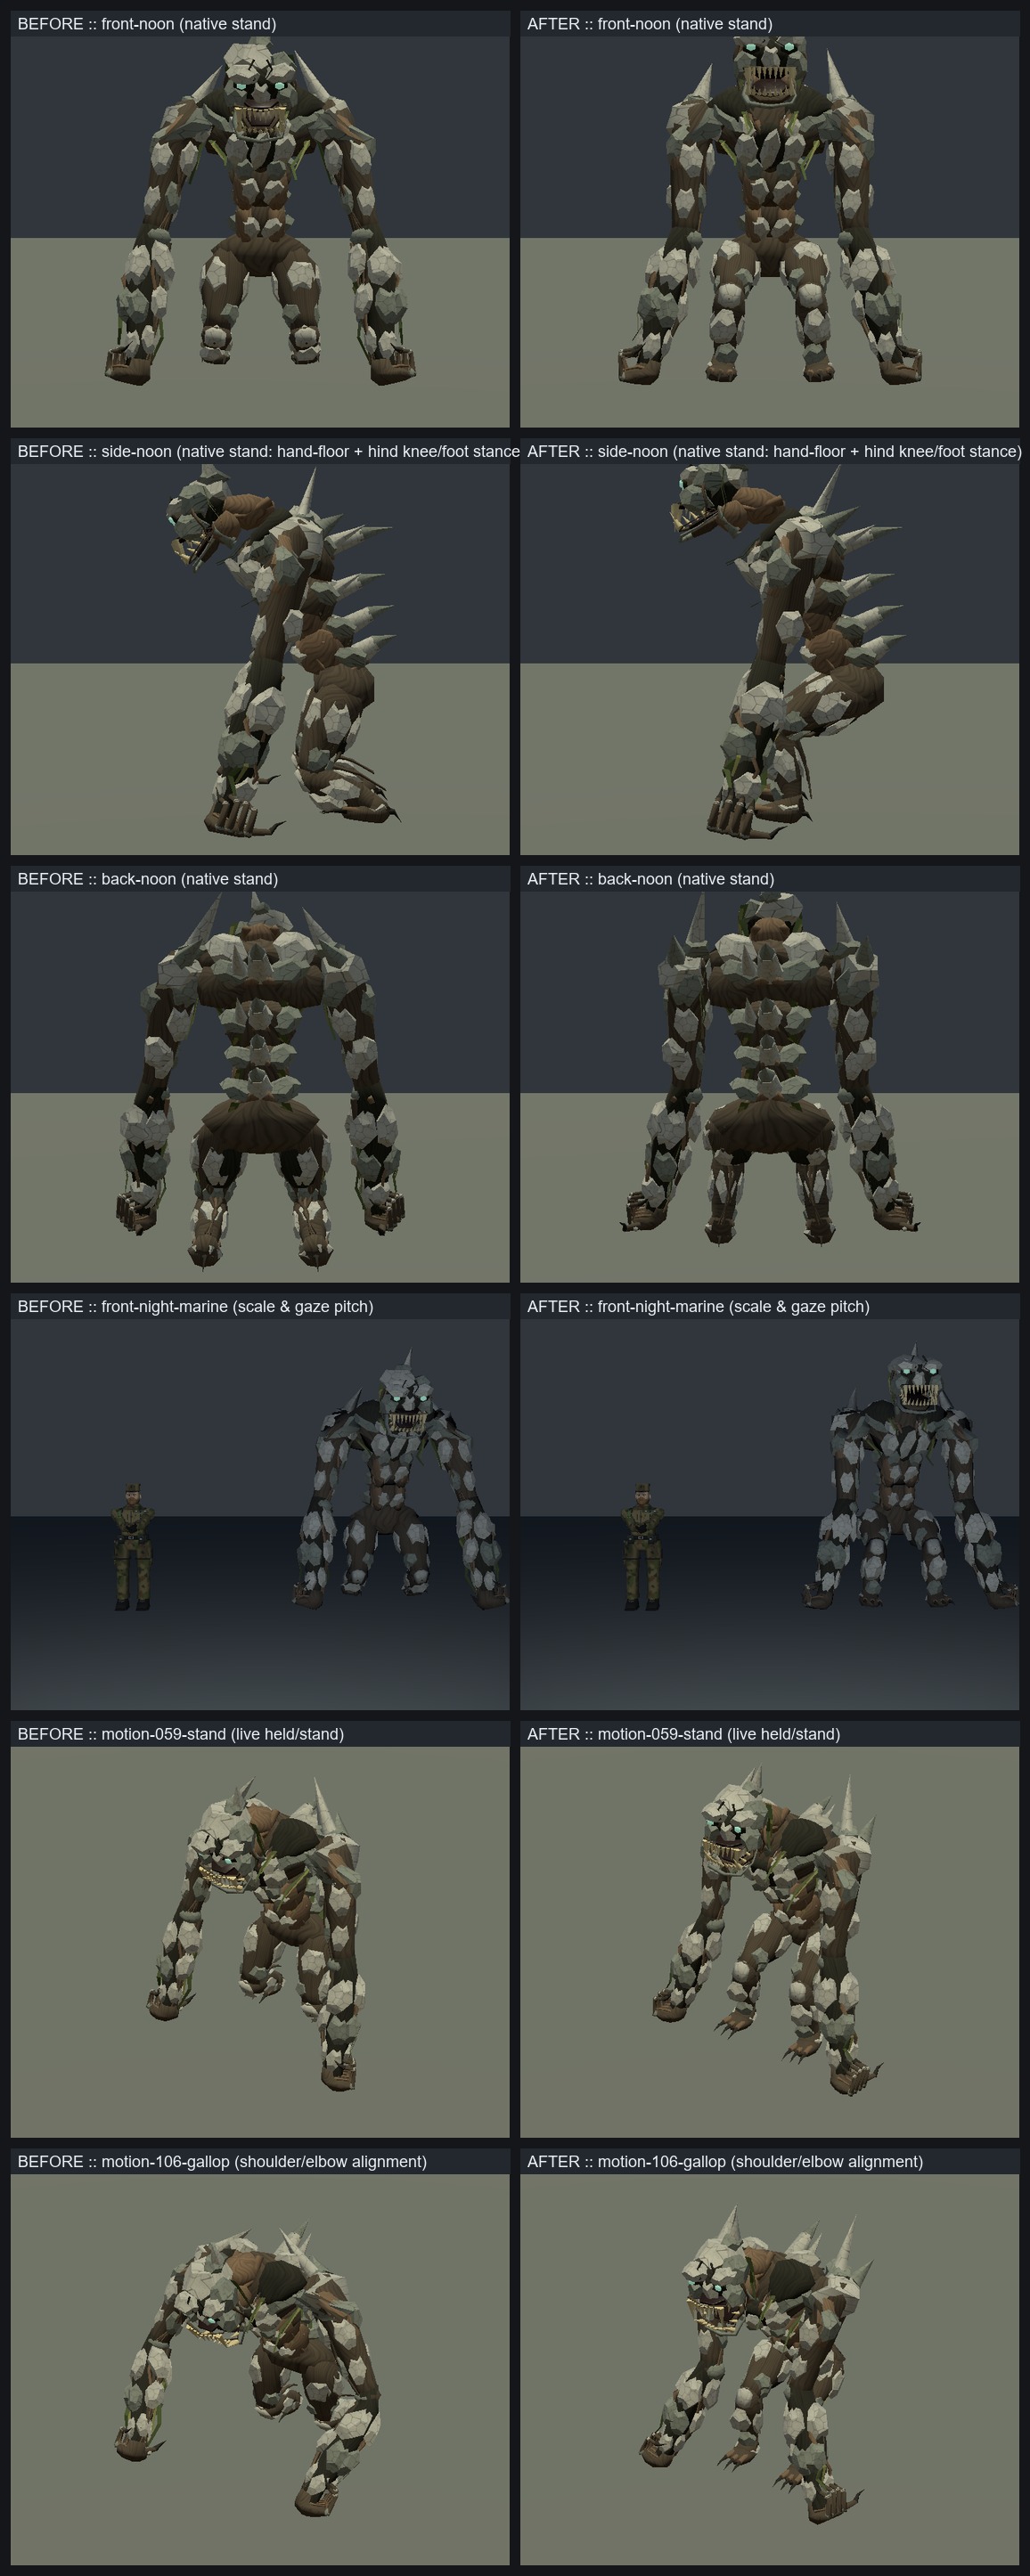 BEFORE :: front-noon (native stand)
AFTER :: front-noon (native stand)
BEFORE :: side-noon (native stand: hand-floor + hind knee/foot stance
AFTER :: side-noon (native stand: hand-floor + hind knee/foot stance)
BEFORE :: back-noon (native stand)
AFTER :: back-noon (native stand)
BEFORE :: front-night-marine (scale & gaze pitch)
AFTER :: front-night-marine (scale & gaze pitch)
BEFORE :: motion-059-stand (live held/stand)
AFTER :: motion-059-stand (live held/stand)
BEFORE :: motion-106-gallop (shoulder/elbow alignment)
AFTER :: motion-106-gallop (shoulder/elbow alignment)